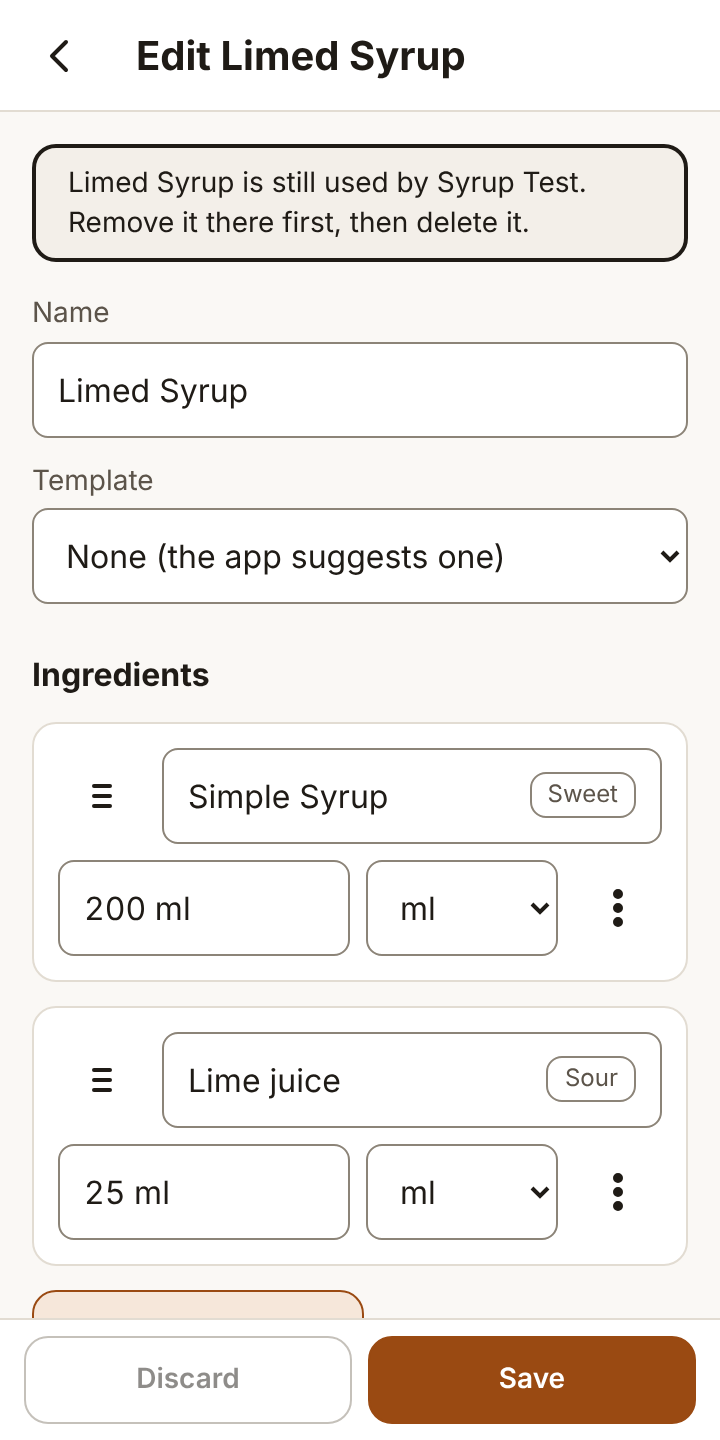 Edit Limed Syrup
Limed Syrup is still used by Syrup Test.
Remove it there first, then delete it.
Name
Limed Syrup
Template
None (the app suggests one)
Ingredients
Simple Syrup Sweet
200 ml ml
Lime juice Sour
25 ml ml
Discard Save